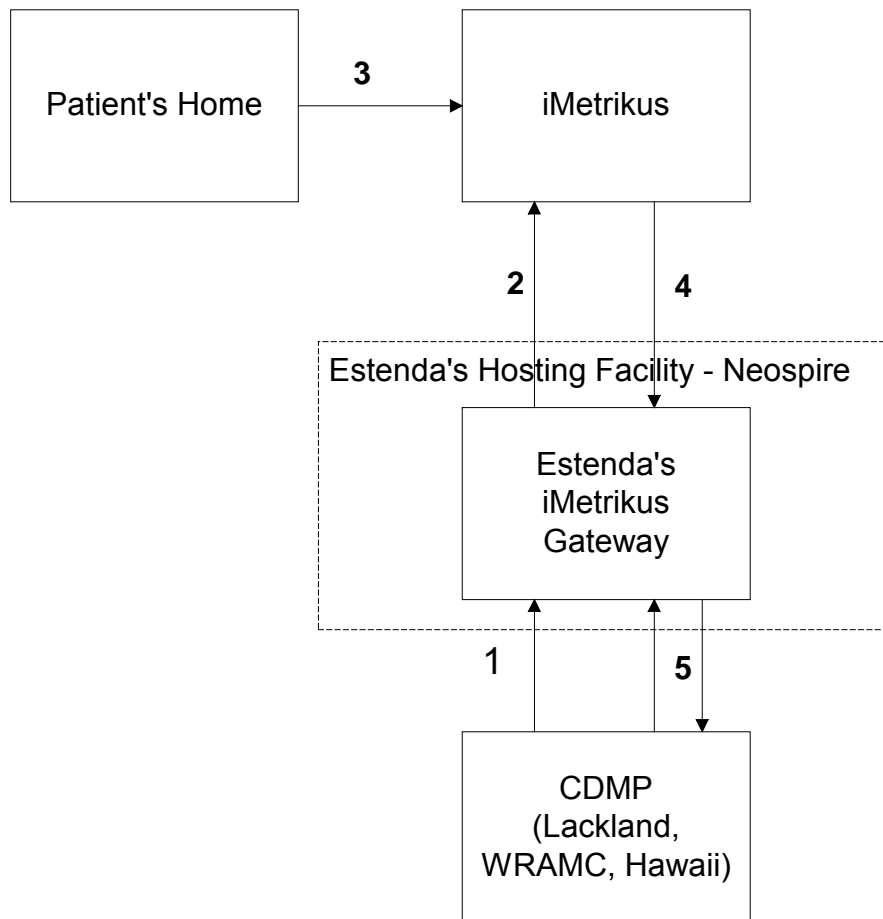 Patient's Home
3
iMetrikus
2
4
Estenda's Hosting Facility - Neospire
Estenda's
iMetrikus
Gateway
1
5
CDMP
(Lackland,
WRAMC, Hawaii)